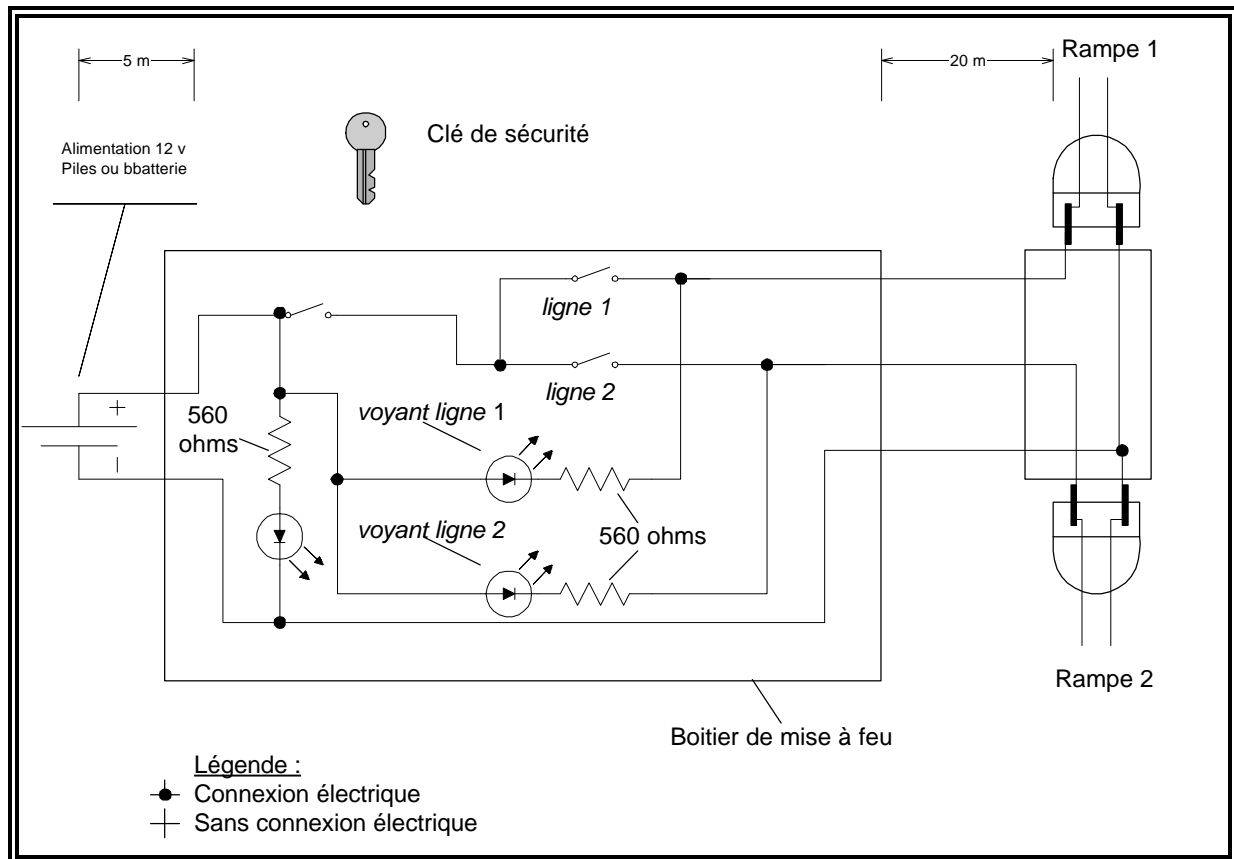 5 m
20 m
Rampe 1
Clé de sécurité
Alimentation 12 v
Piles ou bbatterie
ligne 1
ligne 2
+
560
ohms
voyant ligne 1
–
voyant ligne 2
560 ohms
Rampe 2
Boitier de mise à feu
Légende :
Connexion électrique
Sans connexion électrique